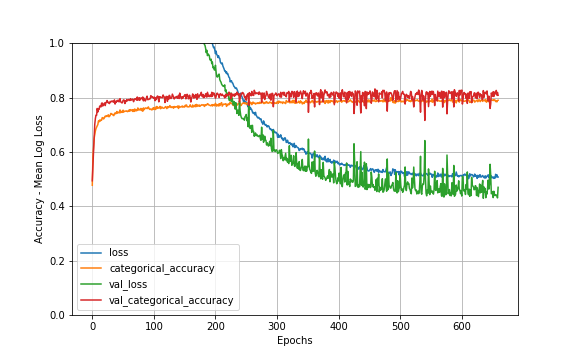 1.0
0.8
0.6
0.4
0.2
0.0
Accuracy - Mean Log Loss
loss
categorical_accuracy
val_loss
val_categorical_accuracy
0 100 200 300 400 500 600
Epochs